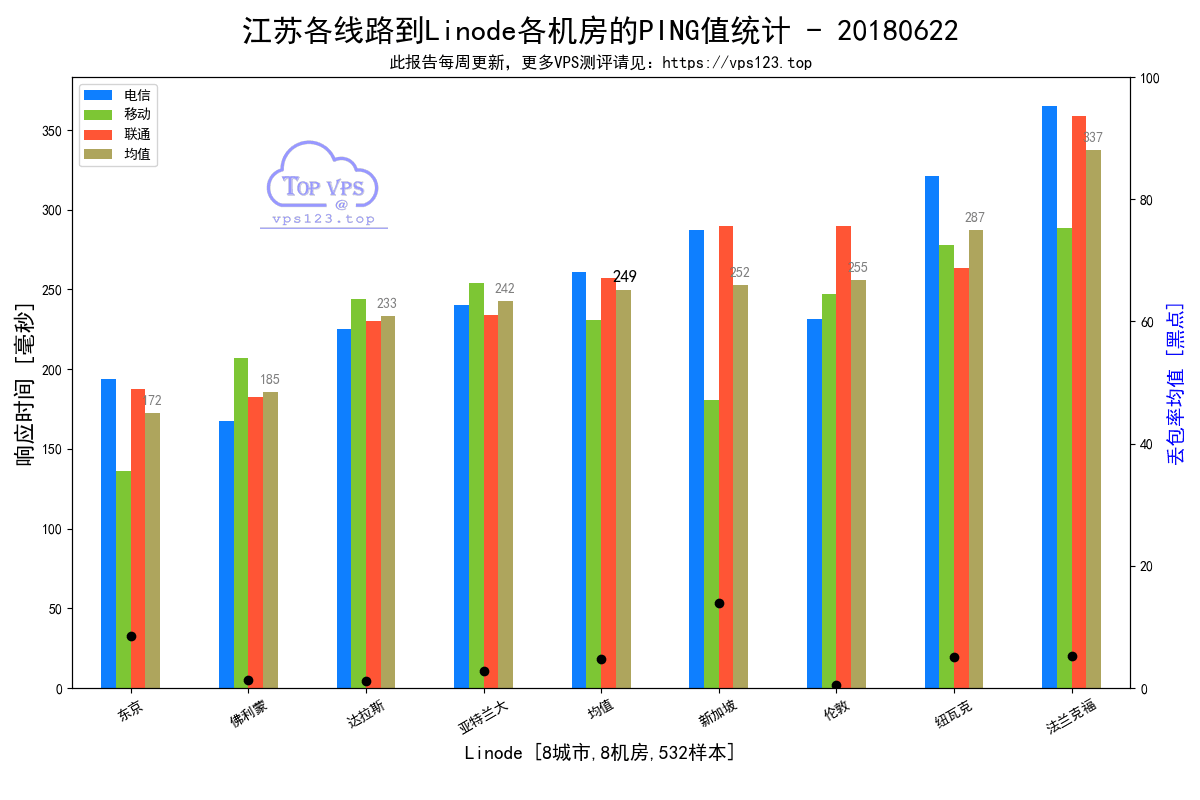 江苏各线路到Linode各机房的PING值统计 - 20180622
此报告每周更新，更多VPS测评请见：https://vps123.top
电信
移动
联通
均值
TOP VPS
@
vps123.top
响应时间 [毫秒]
350
300
250
200
150
100
50
0
172
185
233
242
249
252
255
287
337
100
80
60
40
20
0
丢包率均值 [黑点]
东京
佛利蒙
达拉斯
亚特兰大
均值
新加坡
伦敦
纽瓦克
法兰克福
Linode [8城市,8机房,532样本]